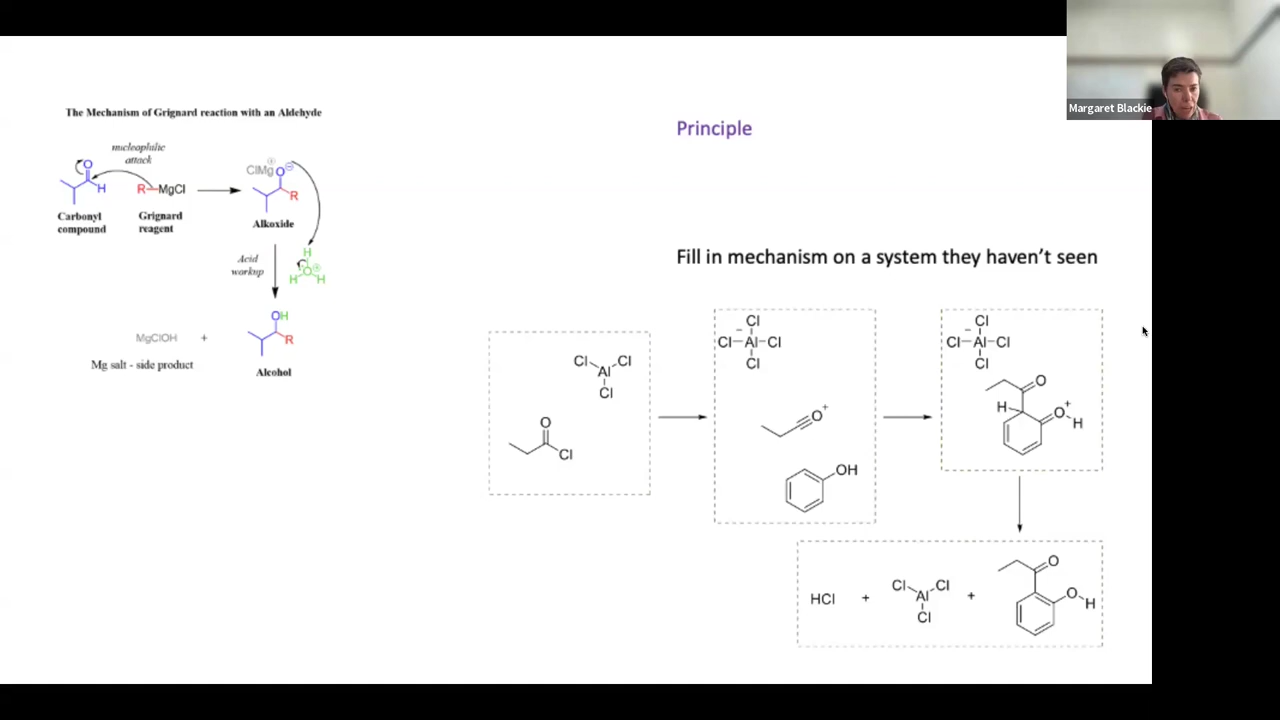 Margaret Blackie
The Mechanism of Grignard reaction with an Aldehyde
Principle
nucleophilic
attack
O
H
R MgCl
Carbonyl
compound
Grignard
reagent
ClMg⊕ O⊖
R
Alkoxide
Acid
workup
H
H O⊕ H
OH
R
MgClOH +
Mg salt - side product
Alcohol
Fill in mechanism on a system they haven't seen
Cl Cl
Al
Cl
O
Cl
Cl
Cl–Al–Cl
Cl
O+
OH
Cl
Cl–Al–Cl
Cl
O
H
O+
H
HCl + Cl Al Cl +
Cl
O
O
H